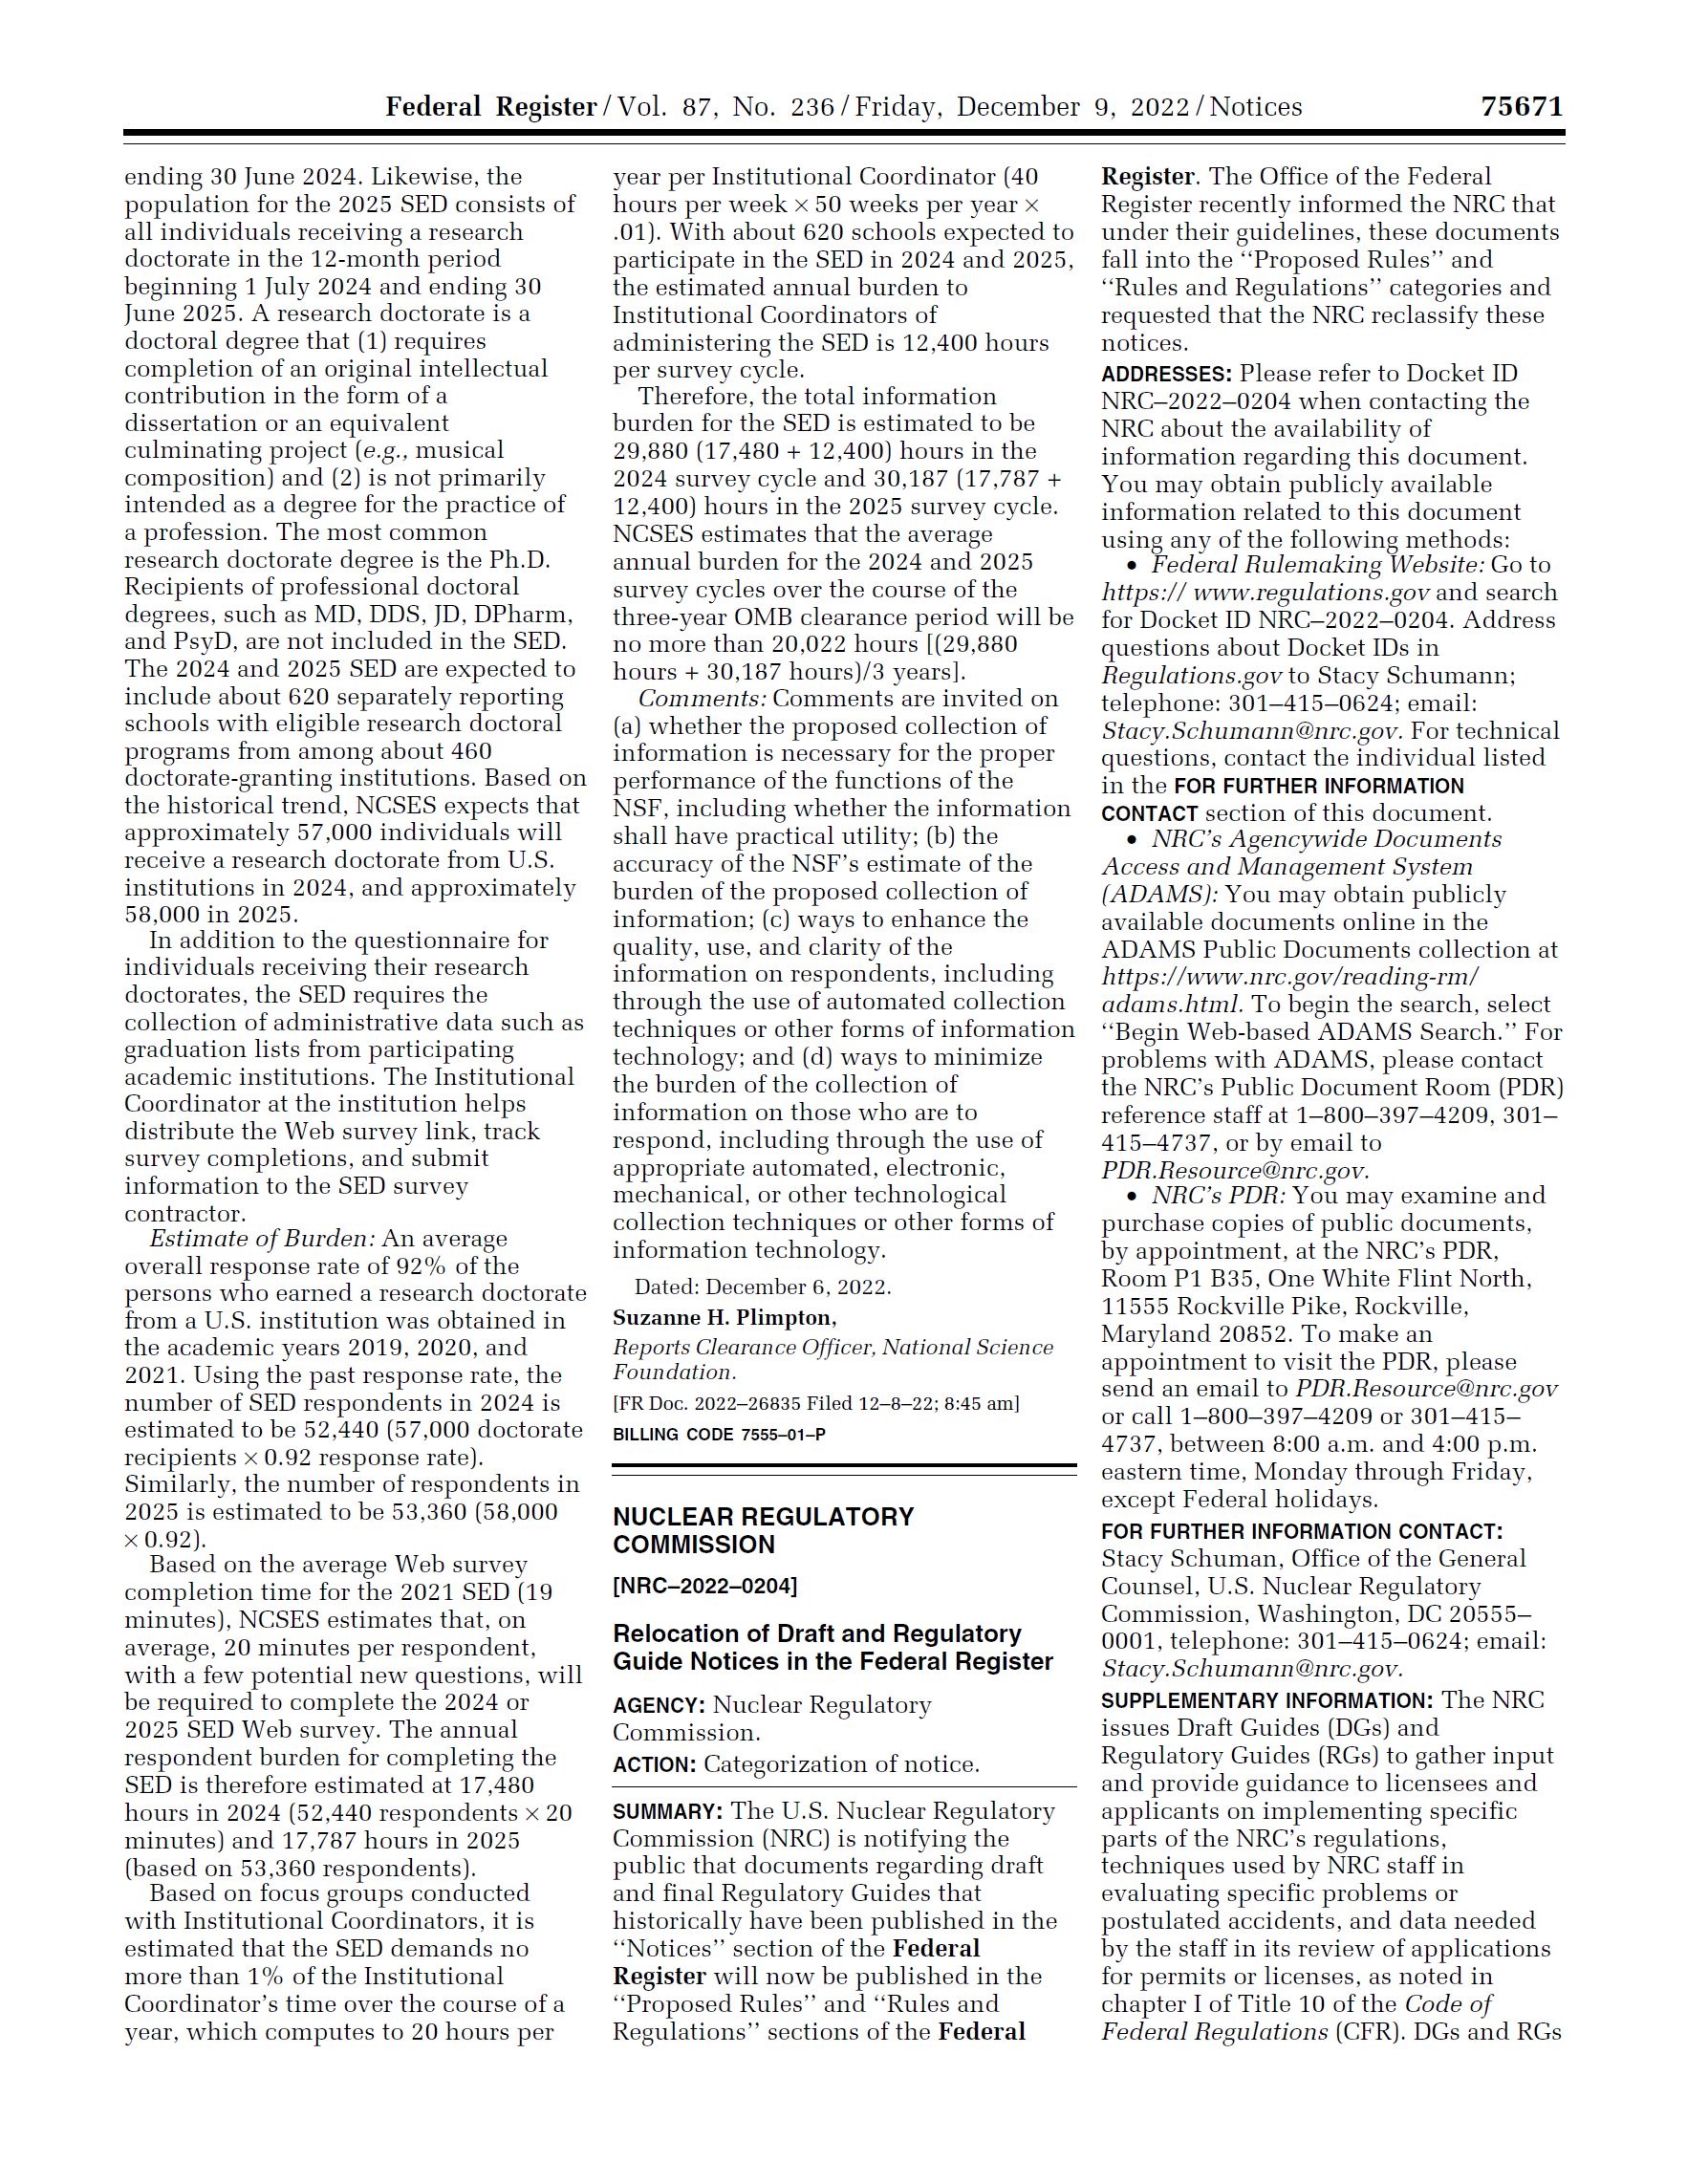 Federal Register / Vol. 87, No. 236 / Friday, December 9, 2022 / Notices 75671
ending 30 June 2024. Likewise, the
population for the 2025 SED consists of
all individuals receiving a research
doctorate in the 12-month period
beginning 1 July 2024 and ending 30
June 2025. A research doctorate is a
doctoral degree that (1) requires
completion of an original intellectual
contribution in the form of a
dissertation or an equivalent
culminating project (e.g., musical
composition) and (2) is not primarily
intended as a degree for the practice of
a profession. The most common
research doctorate degree is the Ph.D.
Recipients of professional doctoral
degrees, such as MD, DDS, JD, DPharm,
and PsyD, are not included in the SED.
The 2024 and 2025 SED are expected to
include about 620 separately reporting
schools with eligible research doctoral
programs from among about 460
doctorate-granting institutions. Based on
the historical trend, NCSES expects that
approximately 57,000 individuals will
receive a research doctorate from U.S.
institutions in 2024, and approximately
58,000 in 2025.
In addition to the questionnaire for
individuals receiving their research
doctorates, the SED requires the
collection of administrative data such as
graduation lists from participating
academic institutions. The Institutional
Coordinator at the institution helps
distribute the Web survey link, track
survey completions, and submit
information to the SED survey
contractor.
Estimate of Burden: An average
overall response rate of 92% of the
persons who earned a research doctorate
from a U.S. institution was obtained in
the academic years 2019, 2020, and
2021. Using the past response rate, the
number of SED respondents in 2024 is
estimated to be 52,440 (57,000 doctorate
recipients × 0.92 response rate).
Similarly, the number of respondents in
2025 is estimated to be 53,360 (58,000
× 0.92).
Based on the average Web survey
completion time for the 2021 SED (19
minutes), NCSES estimates that, on
average, 20 minutes per respondent,
with a few potential new questions, will
be required to complete the 2024 or
2025 SED Web survey. The annual
respondent burden for completing the
SED is therefore estimated at 17,480
hours in 2024 (52,440 respondents × 20
minutes) and 17,787 hours in 2025
(based on 53,360 respondents).
Based on focus groups conducted
with Institutional Coordinators, it is
estimated that the SED demands no
more than 1% of the Institutional
Coordinator’s time over the course of a
year, which computes to 20 hours per
year per Institutional Coordinator (40
hours per week × 50 weeks per year ×
.01). With about 620 schools expected to
participate in the SED in 2024 and 2025,
the estimated annual burden to
Institutional Coordinators of
administering the SED is 12,400 hours
per survey cycle.
Therefore, the total information
burden for the SED is estimated to be
29,880 (17,480 + 12,400) hours in the
2024 survey cycle and 30,187 (17,787 +
12,400) hours in the 2025 survey cycle.
NCSES estimates that the average
annual burden for the 2024 and 2025
survey cycles over the course of the
three-year OMB clearance period will be
no more than 20,022 hours [(29,880
hours + 30,187 hours)/3 years].
Comments: Comments are invited on
(a) whether the proposed collection of
information is necessary for the proper
performance of the functions of the
NSF, including whether the information
shall have practical utility; (b) the
accuracy of the NSF’s estimate of the
burden of the proposed collection of
information; (c) ways to enhance the
quality, use, and clarity of the
information on respondents, including
through the use of automated collection
techniques or other forms of information
technology; and (d) ways to minimize
the burden of the collection of
information on those who are to
respond, including through the use of
appropriate automated, electronic,
mechanical, or other technological
collection techniques or other forms of
information technology.
Dated: December 6, 2022.
Suzanne H. Plimpton,
Reports Clearance Officer, National Science
Foundation.
[FR Doc. 2022–26835 Filed 12–8–22; 8:45 am]
BILLING CODE 7555–01–P
NUCLEAR REGULATORY
COMMISSION
[NRC–2022–0204]
Relocation of Draft and Regulatory
Guide Notices in the Federal Register
AGENCY: Nuclear Regulatory
Commission.
ACTION: Categorization of notice.
SUMMARY: The U.S. Nuclear Regulatory
Commission (NRC) is notifying the
public that documents regarding draft
and final Regulatory Guides that
historically have been published in the
‘‘Notices’’ section of the Federal
Register will now be published in the
‘‘Proposed Rules’’ and ‘‘Rules and
Regulations’’ sections of the Federal
Register. The Office of the Federal
Register recently informed the NRC that
under their guidelines, these documents
fall into the ‘‘Proposed Rules’’ and
‘‘Rules and Regulations’’ categories and
requested that the NRC reclassify these
notices.
ADDRESSES: Please refer to Docket ID
NRC–2022–0204 when contacting the
NRC about the availability of
information regarding this document.
You may obtain publicly available
information related to this document
using any of the following methods:
• Federal Rulemaking Website: Go to
https:// www.regulations.gov and search
for Docket ID NRC–2022–0204. Address
questions about Docket IDs in
Regulations.gov to Stacy Schumann;
telephone: 301–415–0624; email:
Stacy.Schumann@nrc.gov. For technical
questions, contact the individual listed
in the FOR FURTHER INFORMATION
CONTACT section of this document.
• NRC’s Agencywide Documents
Access and Management System
(ADAMS): You may obtain publicly
available documents online in the
ADAMS Public Documents collection at
https://www.nrc.gov/reading-rm/
adams.html. To begin the search, select
‘‘Begin Web-based ADAMS Search.’’ For
problems with ADAMS, please contact
the NRC’s Public Document Room (PDR)
reference staff at 1–800–397–4209, 301–
415–4737, or by email to
PDR.Resource@nrc.gov.
• NRC’s PDR: You may examine and
purchase copies of public documents,
by appointment, at the NRC’s PDR,
Room P1 B35, One White Flint North,
11555 Rockville Pike, Rockville,
Maryland 20852. To make an
appointment to visit the PDR, please
send an email to PDR.Resource@nrc.gov
or call 1–800–397–4209 or 301–415–
4737, between 8:00 a.m. and 4:00 p.m.
eastern time, Monday through Friday,
except Federal holidays.
FOR FURTHER INFORMATION CONTACT:
Stacy Schuman, Office of the General
Counsel, U.S. Nuclear Regulatory
Commission, Washington, DC 20555–
0001, telephone: 301–415–0624; email:
Stacy.Schumann@nrc.gov.
SUPPLEMENTARY INFORMATION: The NRC
issues Draft Guides (DGs) and
Regulatory Guides (RGs) to gather input
and provide guidance to licensees and
applicants on implementing specific
parts of the NRC’s regulations,
techniques used by NRC staff in
evaluating specific problems or
postulated accidents, and data needed
by the staff in its review of applications
for permits or licenses, as noted in
chapter I of Title 10 of the Code of
Federal Regulations (CFR). DGs and RGs